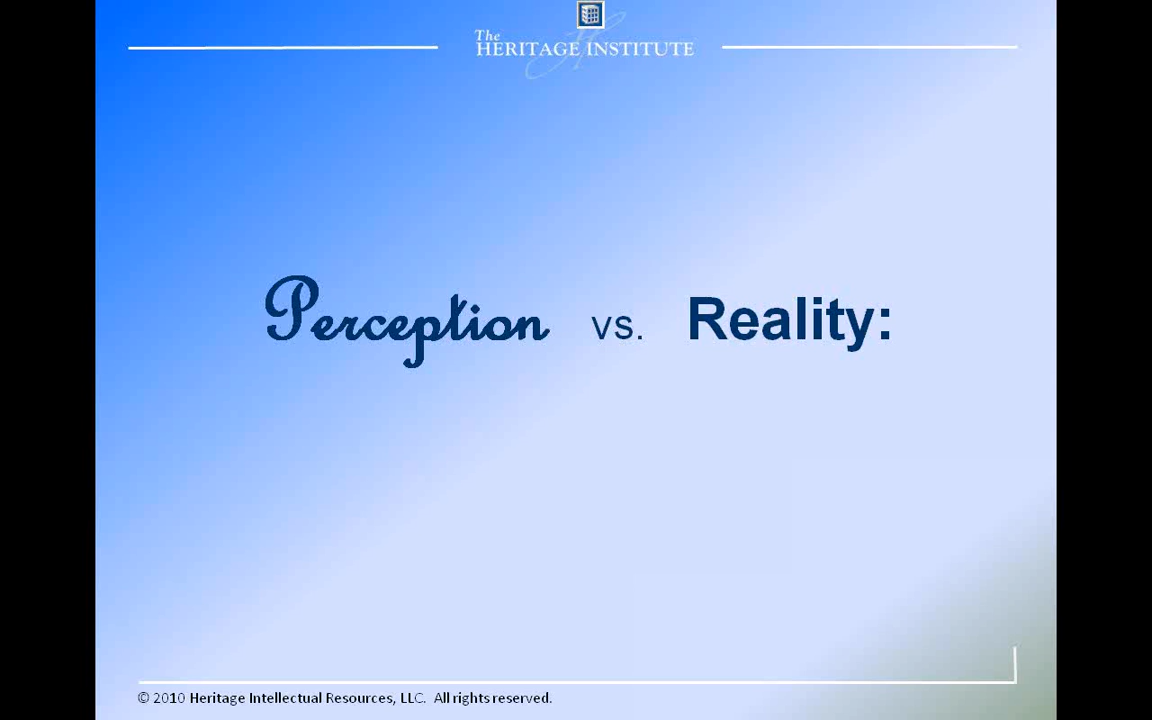 The
HERITAGE INSTITUTE
Perception vs. Reality:
© 2010 Heritage Intellectual Resources, LLC. All rights reserved.